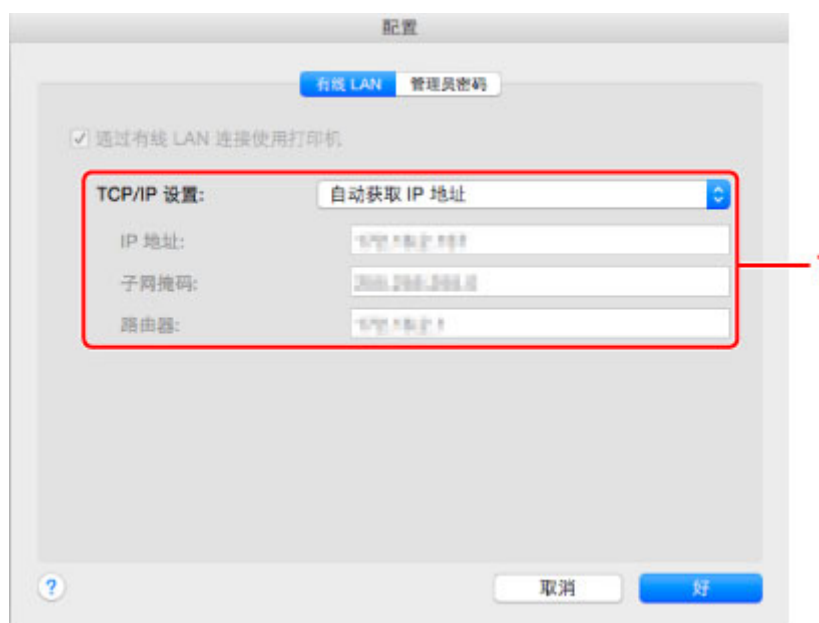 配置
有线 LAN 管理员密码
通过有线 LAN 连接使用打印机
TCP/IP 设置: 自动获取 IP 地址
IP 地址:
子网掩码:
路由器:
? 取消 好